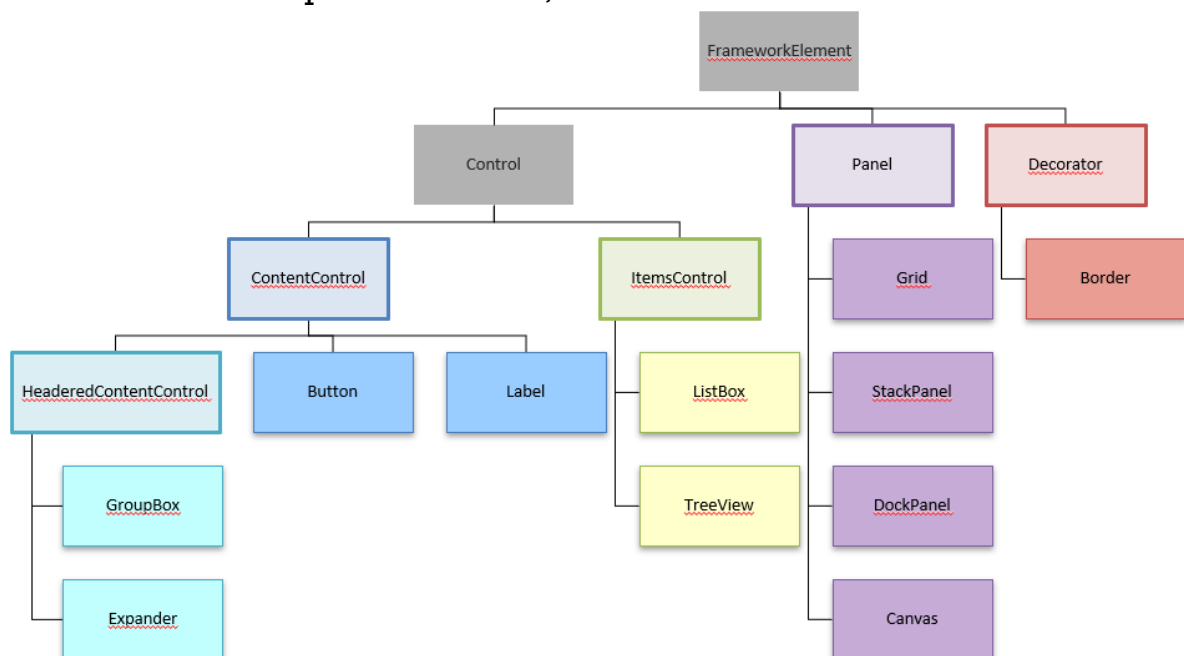 FrameworkElement
Control
Panel
Decorator
ContentControl
ItemsControl
Grid
Border
HeaderedContentControl
Button
Label
ListBox
StackPanel
GroupBox
TreeView
DockPanel
Expander
Canvas